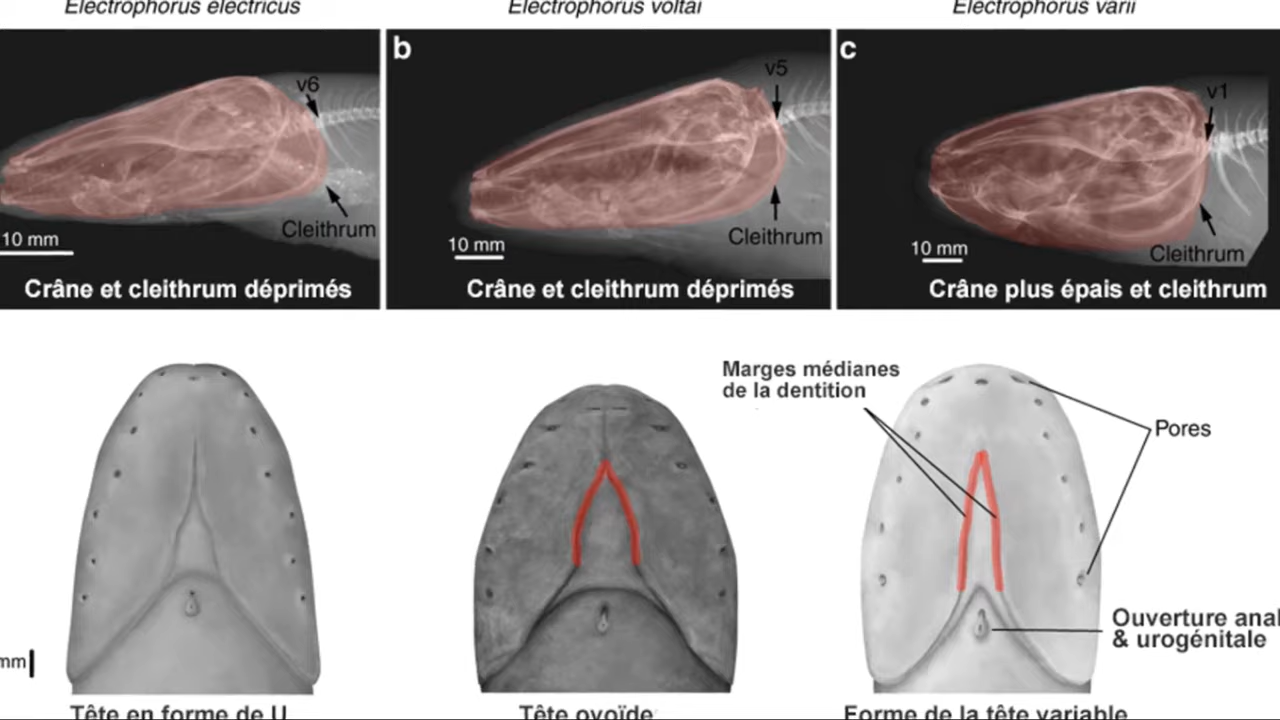 Electrophorus electricus
Electrophorus voltai
Electrophorus varii
b
c
v6
v5
v1
Cleithrum
Cleithrum
Cleithrum
10 mm
10 mm
10 mm
Crâne et cleithrum déprimés
Crâne et cleithrum déprimés
Crâne plus épais et cleithrum
Marges médianes
de la dentition
Pores
Ouverture anal
& urogénitale
mm
Tête en forme de U
Tête ovoïde
Forme de la tête variable